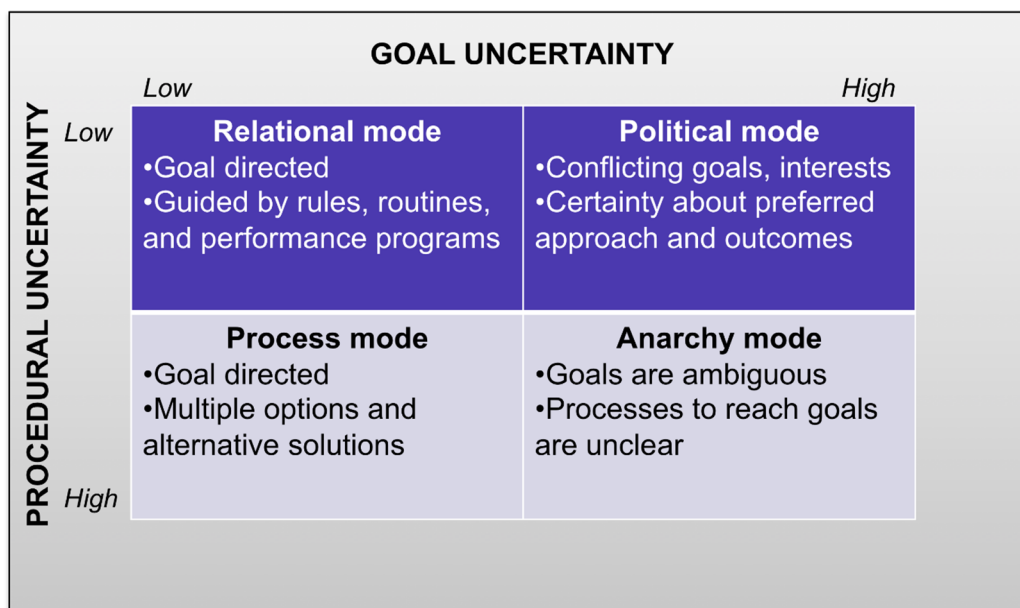 GOAL UNCERTAINTY
Low
High
PROCEDURAL UNCERTAINTY
Low
Relational mode
•Goal directed
•Guided by rules, routines,
and performance programs
Political mode
•Conflicting goals, interests
•Certainty about preferred
approach and outcomes
High
Process mode
•Goal directed
•Multiple options and
alternative solutions
Anarchy mode
•Goals are ambiguous
•Processes to reach goals
are unclear